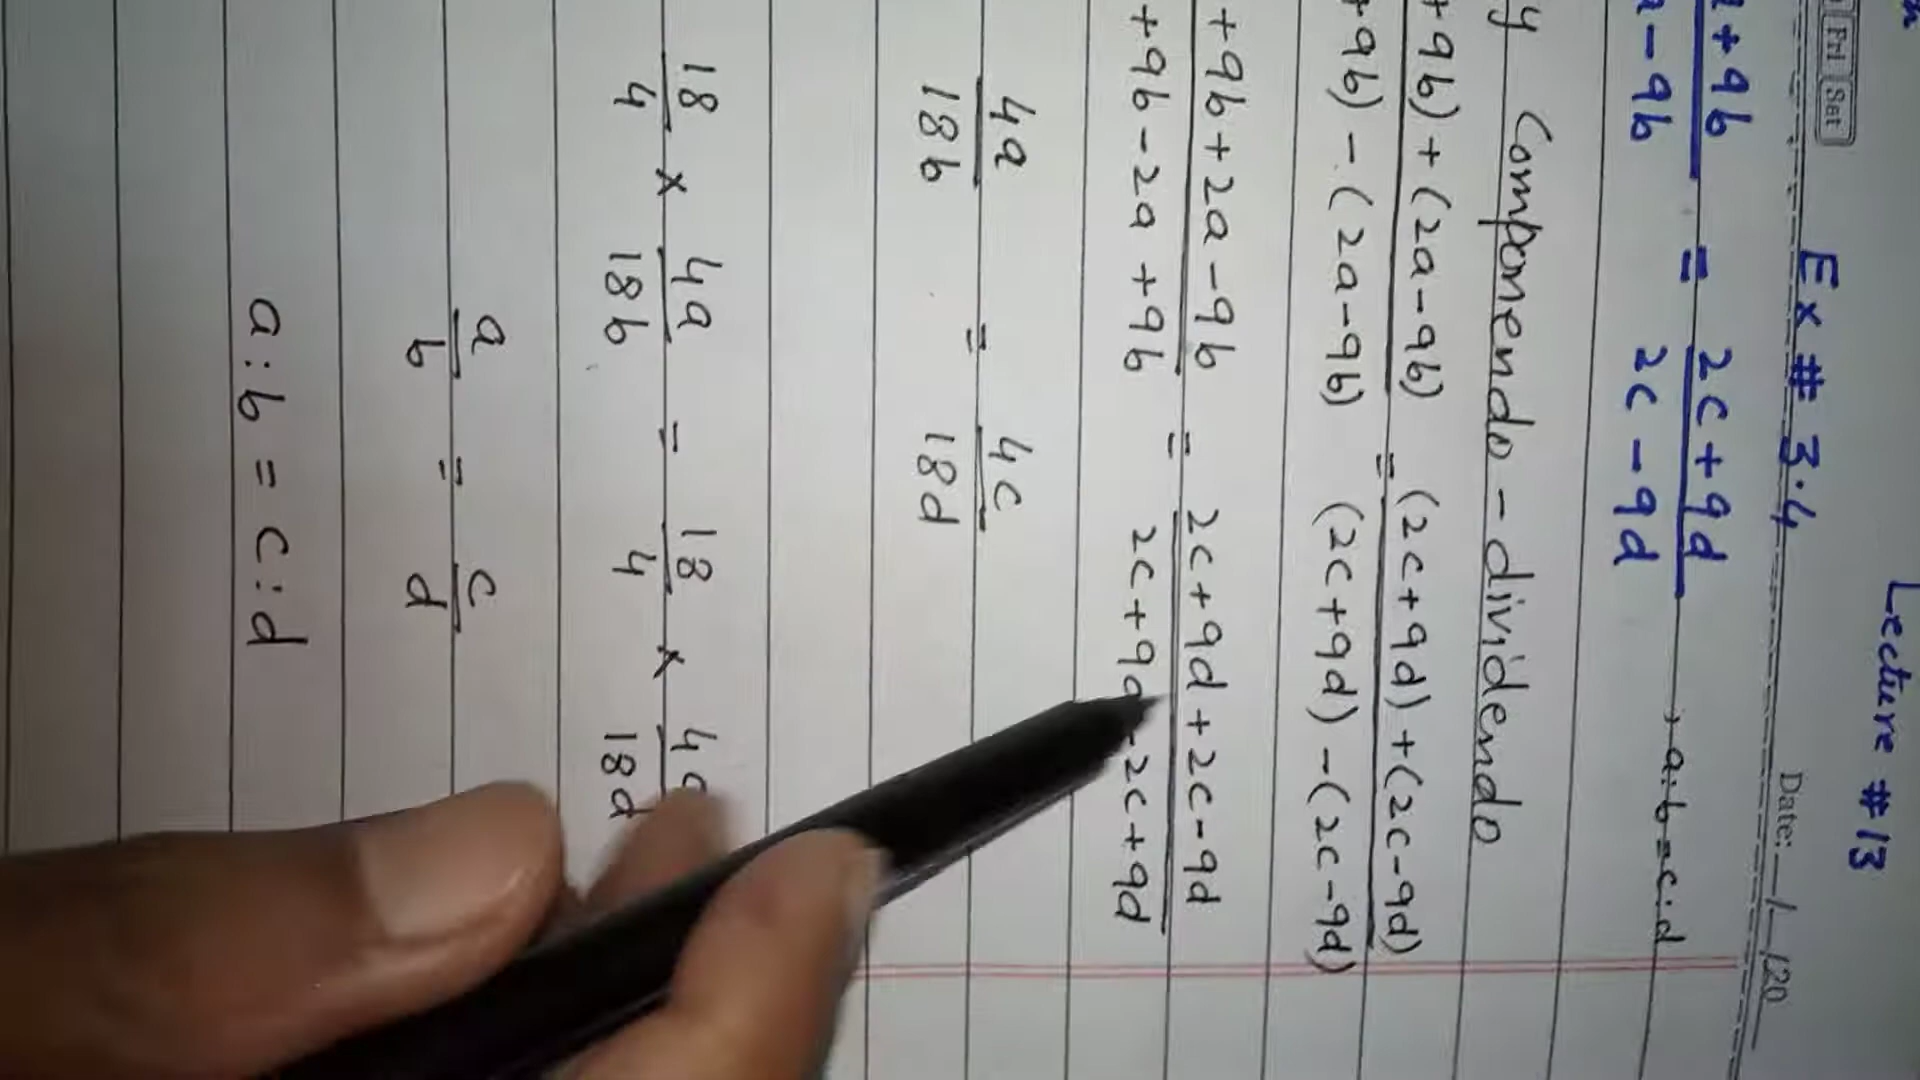 Lecture #13
Fri Sat Date: / /20
Ex # 3.4
+9b = 2c+9d , a:b=c:d
-9b 2c-9d
y Componendo-dividendo
+9b)+(2a-9b) = (2c+9d)+(2c-9d)
+9b)-(2a-9b) (2c+9d)-(2c-9d)
+9b+2a-9b = 2c+9d+2c-9d
+9b-2a+9b 2c+9d-2c+9d
4a = 4c
18b 18d
18 × 4a = 18 × 4c
4 18b 4 18d
a = c
b d
a:b = c:d